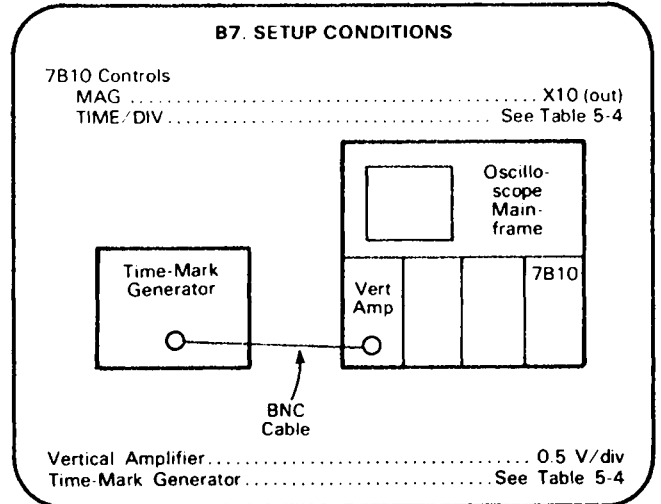 B7. SETUP CONDITIONS
7B10 Controls
MAG ........................................ X10 (out)
TIME/DIV ................................. See Table 5-4
Oscillo-
scope
Main-
frame
Time-Mark
Generator
Vert
Amp
7B10
BNC
Cable
Vertical Amplifier ................................ 0.5 V/div
Time-Mark Generator ........................ See Table 5-4